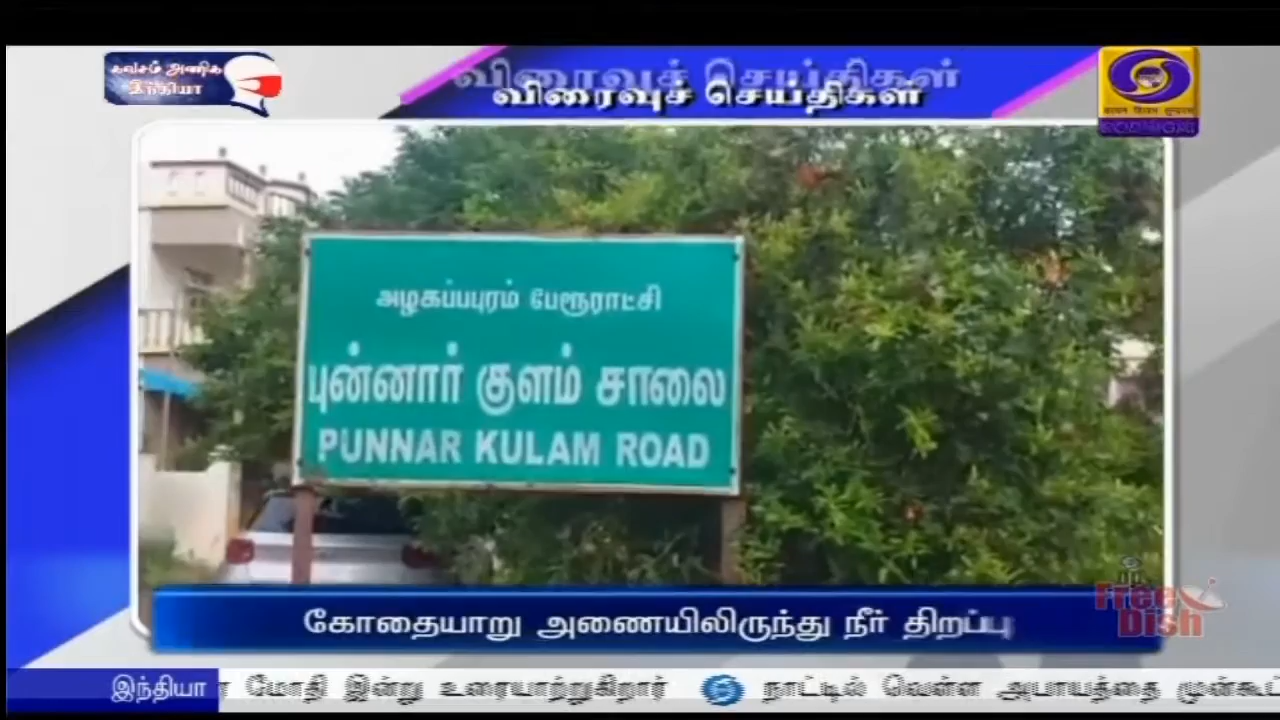 கவசம் அணிக
இந்தியா
விரைவுச் செய்திகள்
அழகப்பபுரம் பேரூராட்சி
புன்னார் குளம் சாலை
PUNNAR KULAM ROAD
கோதையாறு அணையிலிருந்து நீர் திறப்பு
DD
Free
Dish
இந்தியா
மோதி இன்று உரையாற்றுகிறார் நாட்டில் வெள்ள அபாயத்தை முன்கூட்